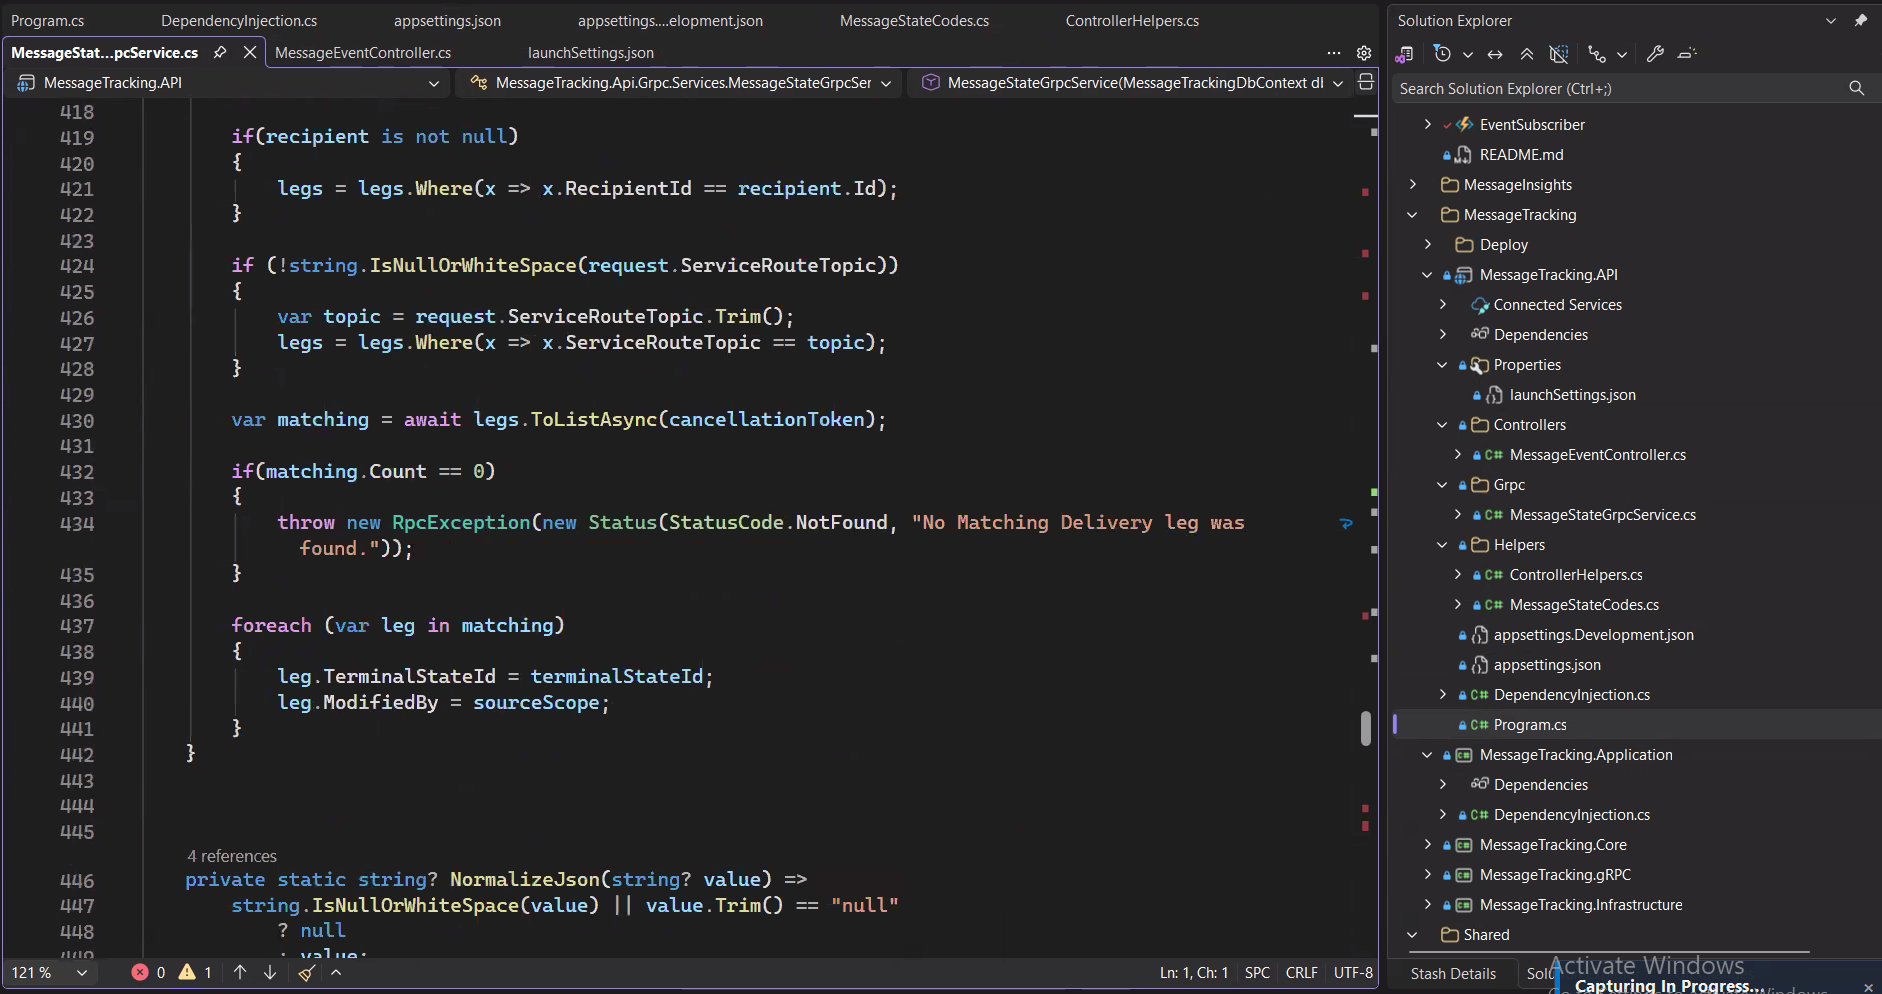 Program.cs DependencyInjection.cs appsettings.json appsettings....elopment.json MessageStateCodes.cs ControllerHelpers.cs
MessageStat...pcService.cs MessageEventController.cs launchSettings.json
MessageTracking.API MessageTracking.Api.Grpc.Services.MessageStateGrpcSer MessageStateGrpcService(MessageTrackingDbContext dt
418
419 if(recipient is not null)
420 {
421 legs = legs.Where(x => x.RecipientId == recipient.Id);
422 }
423
424 if (!string.IsNullOrWhiteSpace(request.ServiceRouteTopic))
425 {
426 var topic = request.ServiceRouteTopic.Trim();
427 legs = legs.Where(x => x.ServiceRouteTopic == topic);
428 }
429
430 var matching = await legs.ToListAsync(cancellationToken);
431
432 if(matching.Count == 0)
433 {
434 throw new RpcException(new Status(StatusCode.NotFound, "No Matching Delivery leg was
found."));
435 }
436
437 foreach (var leg in matching)
438 {
439 leg.TerminalStateId = terminalStateId;
440 leg.ModifiedBy = sourceScope;
441 }
442 }
443
444
445
4 references
446 private static string? NormalizeJson(string? value) =>
447 string.IsNullOrWhiteSpace(value) || value.Trim() == "null"
448 ? null
449 : value;
121 % 0 1 Ln: 1, Ch: 1 SPC CRLF UTF-8
Solution Explorer
Search Solution Explorer (Ctrl+;)
EventSubscriber
README.md
MessageInsights
MessageTracking
Deploy
MessageTracking.API
Connected Services
Dependencies
Properties
launchSettings.json
Controllers
C# MessageEventController.cs
Grpc
C# MessageStateGrpcService.cs
Helpers
C# ControllerHelpers.cs
C# MessageStateCodes.cs
appsettings.Development.json
appsettings.json
C# DependencyInjection.cs
C# Program.cs
MessageTracking.Application
Dependencies
C# DependencyInjection.cs
MessageTracking.Core
MessageTracking.gRPC
MessageTracking.Infrastructure
Shared
Stash Details Solu
Activate Windows
Capturing In Progress...